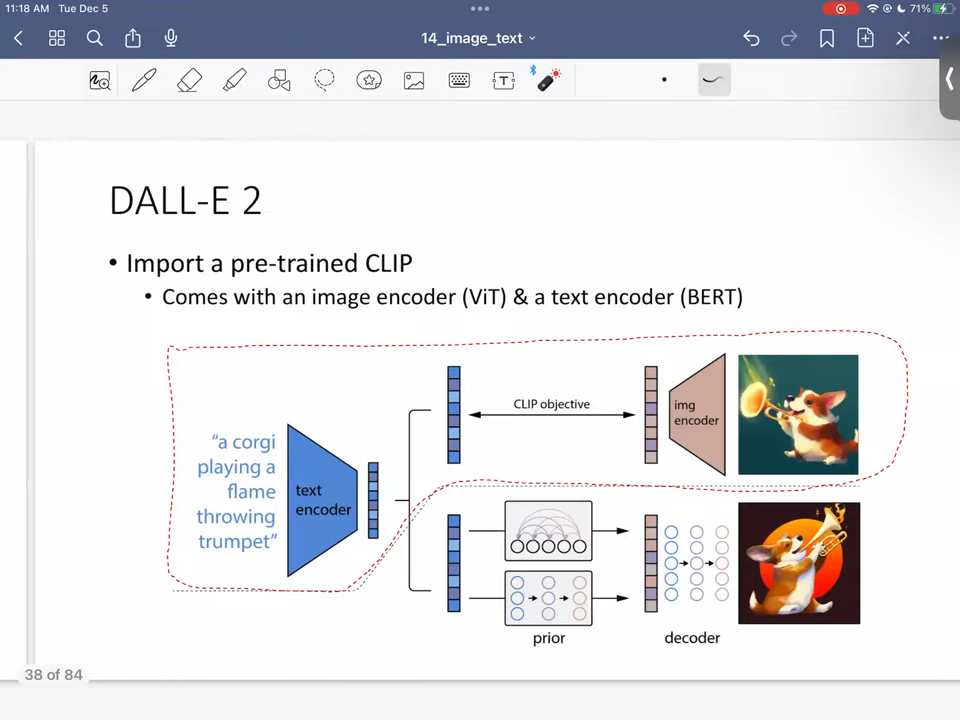 11:18 AM Tue Dec 5
71%
14_image_text
T
DALL-E 2
• Import a pre-trained CLIP
• Comes with an image encoder (ViT) & a text encoder (BERT)
"a corgi
playing a
flame
throwing
trumpet"
text
encoder
CLIP objective
img
encoder
prior
decoder
38 of 84